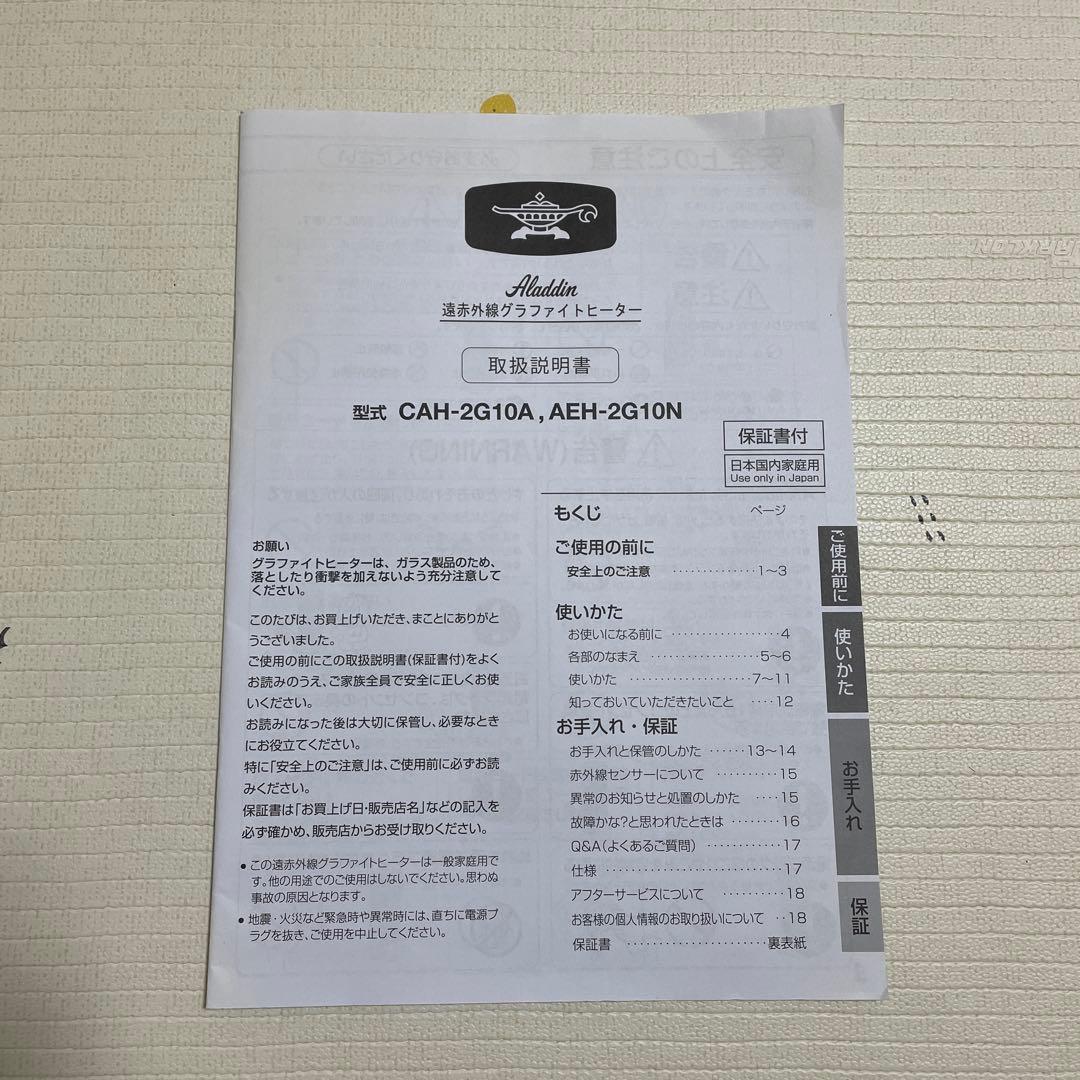 Aladdin
遠赤外線グラファイトヒーター
取扱説明書
型式 CAH-2G10A, AEH-2G10N
保証書付
日本国内家庭用
Use only in Japan
お願い
グラファイトヒーターは、ガラス製品のため、
落としたり衝撃を加えないよう充分注意して
ください。
このたびは、お買上げいただき、まことにありがと
うございました。
ご使用の前にこの取扱説明書(保証書付)をよく
お読みのうえ、ご家族全員で安全に正しくお使
いください。
お読みになった後は大切に保管し、必要なとき
にお役立てください。
特に「安全上のご注意」は、ご使用前に必ずお読
みください。
保証書は「お買上げ日・販売店名」などの記入を
必ず確かめ、販売店からお受け取りください。
● この遠赤外線グラファイトヒーターは一般家庭用で
す。他の用途でのご使用はしないでください。思わぬ
事故の原因となります。
● 地震・火災など緊急時や異常時には、直ちに電源プ
ラグを抜き、ご使用を中止してください。
もくじ ページ
ご使用の前に
安全上のご注意 ·············1〜3
使いかた
お使いになる前に ··················4
各部のなまえ ··················5〜6
使いかた ····················7〜11
知っておいていただきたいこと ····12
お手入れ・保証
お手入れと保管のしかた ······13〜14
赤外線センサーについて ··········15
異常のお知らせと処置のしかた ····15
故障かな?と思われたときは ········16
Q&A(よくあるご質問) ············17
仕様 ···························17
アフターサービスについて ········18
お客様の個人情報のお取り扱いについて ··18
保証書 ······················裏表紙
ご使用前に
使いかた
お手入れ
保証